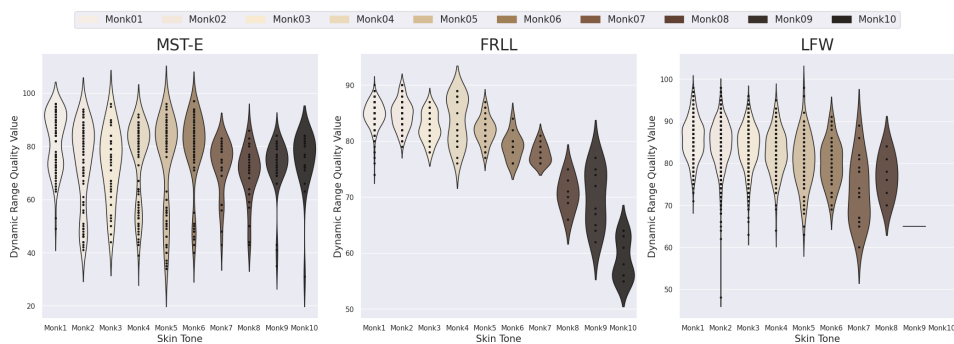 Monk01 Monk02 Monk03 Monk04 Monk05 Monk06 Monk07 Monk08 Monk09 Monk10
MST-E
Dynamic Range Quality Value
100
80
60
40
20
Monk1 Monk2 Monk3 Monk4 Monk5 Monk6 Monk7 Monk8 Monk9 Monk10
Skin Tone
FRLL
Dynamic Range Quality Value
90
80
70
60
50
Monk1 Monk2 Monk3 Monk4 Monk5 Monk6 Monk7 Monk8 Monk9 Monk10
Skin Tone
LFW
Dynamic Range Quality Value
100
90
80
70
60
50
Monk1 Monk2 Monk3 Monk4 Monk5 Monk6 Monk7 Monk8 Monk9 Monk10
Skin Tone